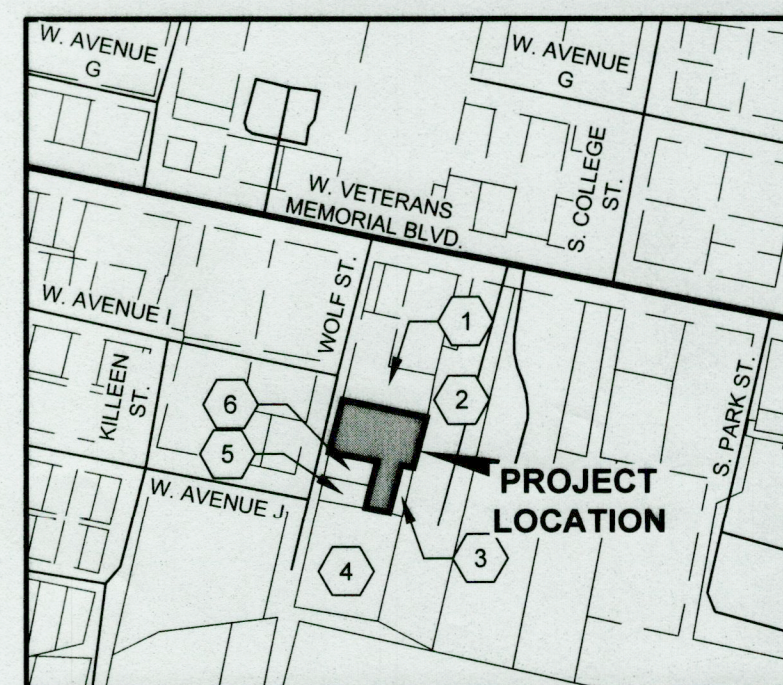 W. AVENUE
G
W. AVENUE
G
S. COLLEGE
ST.
W. VETERANS
MEMORIAL BLVD.
W. AVENUE I
WOLF ST.
1
KILLEEN
ST.
6
2
S. PARK ST.
5
PROJECT
LOCATION
W. AVENUE J
4
3